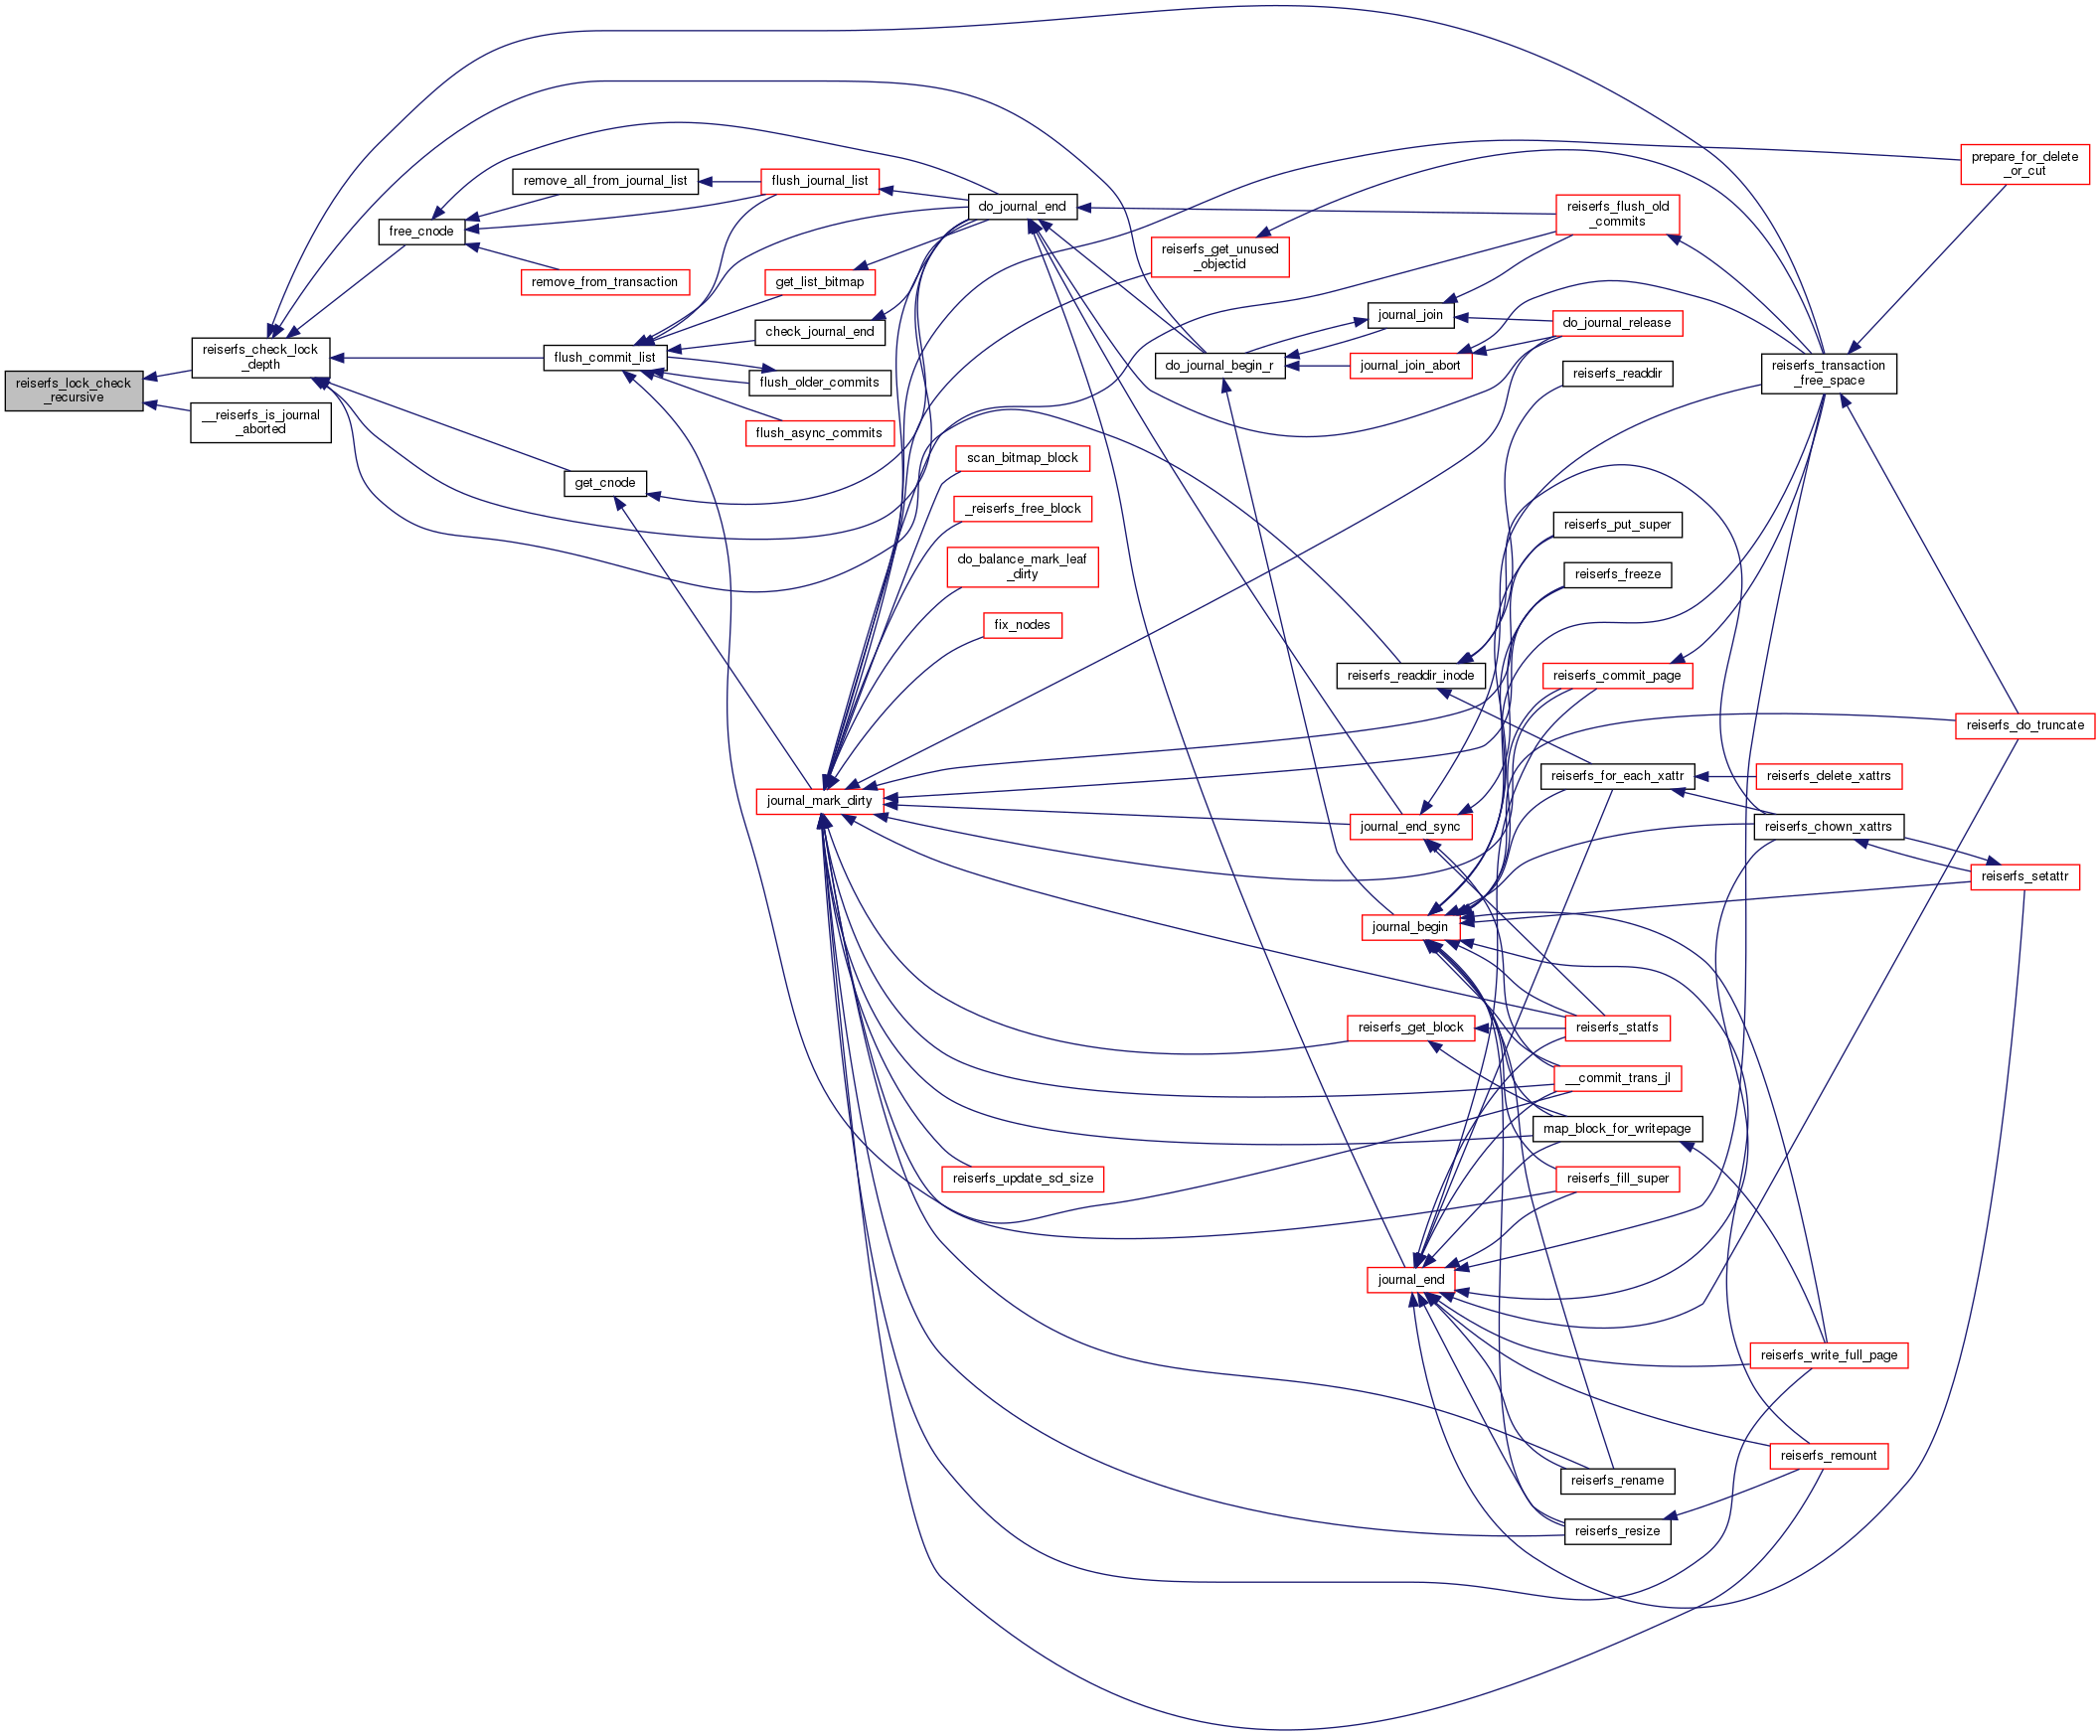 reiserfs_lock_check
_recursive
reiserfs_check_lock
_depth
__reiserfs_is_journal
_aborted
free_cnode
remove_all_from_journal_list
remove_from_transaction
flush_commit_list
get_cnode
flush_journal_list
get_list_bitmap
check_journal_end
flush_older_commits
flush_async_commits
journal_mark_dirty
do_journal_end
scan_bitmap_block
_reiserfs_free_block
do_balance_mark_leaf
_dirty
fix_nodes
reiserfs_update_sd_size
reiserfs_get_unused
_objectid
do_journal_begin_r
journal_join
journal_join_abort
reiserfs_readdir_inode
journal_end_sync
journal_begin
reiserfs_get_block
journal_end
reiserfs_flush_old
_commits
do_journal_release
reiserfs_readdir
reiserfs_put_super
reiserfs_freeze
reiserfs_commit_page
reiserfs_for_each_xattr
reiserfs_statfs
__commit_trans_jl
map_block_for_writepage
reiserfs_fill_super
reiserfs_rename
reiserfs_resize
reiserfs_transaction
_free_space
reiserfs_delete_xattrs
reiserfs_chown_xattrs
reiserfs_write_full_page
reiserfs_remount
prepare_for_delete
_or_cut
reiserfs_do_truncate
reiserfs_setattr